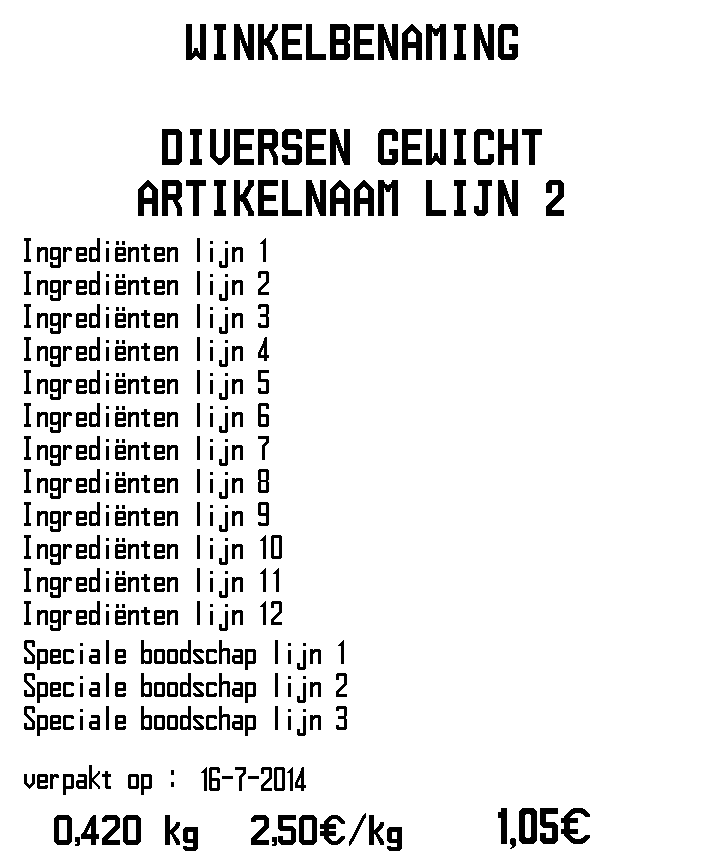 WINKELBENAMING
DIVERSEN GEWICHT
ARTIKELNAAM LIJN 2
Ingrediënten lijn 1
Ingrediënten lijn 2
Ingrediënten lijn 3
Ingrediënten lijn 4
Ingrediënten lijn 5
Ingrediënten lijn 6
Ingrediënten lijn 7
Ingrediënten lijn 8
Ingrediënten lijn 9
Ingrediënten lijn 10
Ingrediënten lijn 11
Ingrediënten lijn 12
Speciale boodschap lijn 1
Speciale boodschap lijn 2
Speciale boodschap lijn 3
verpakt op : 16-7-2014
0,420 kg 2,50€/kg 1,05€